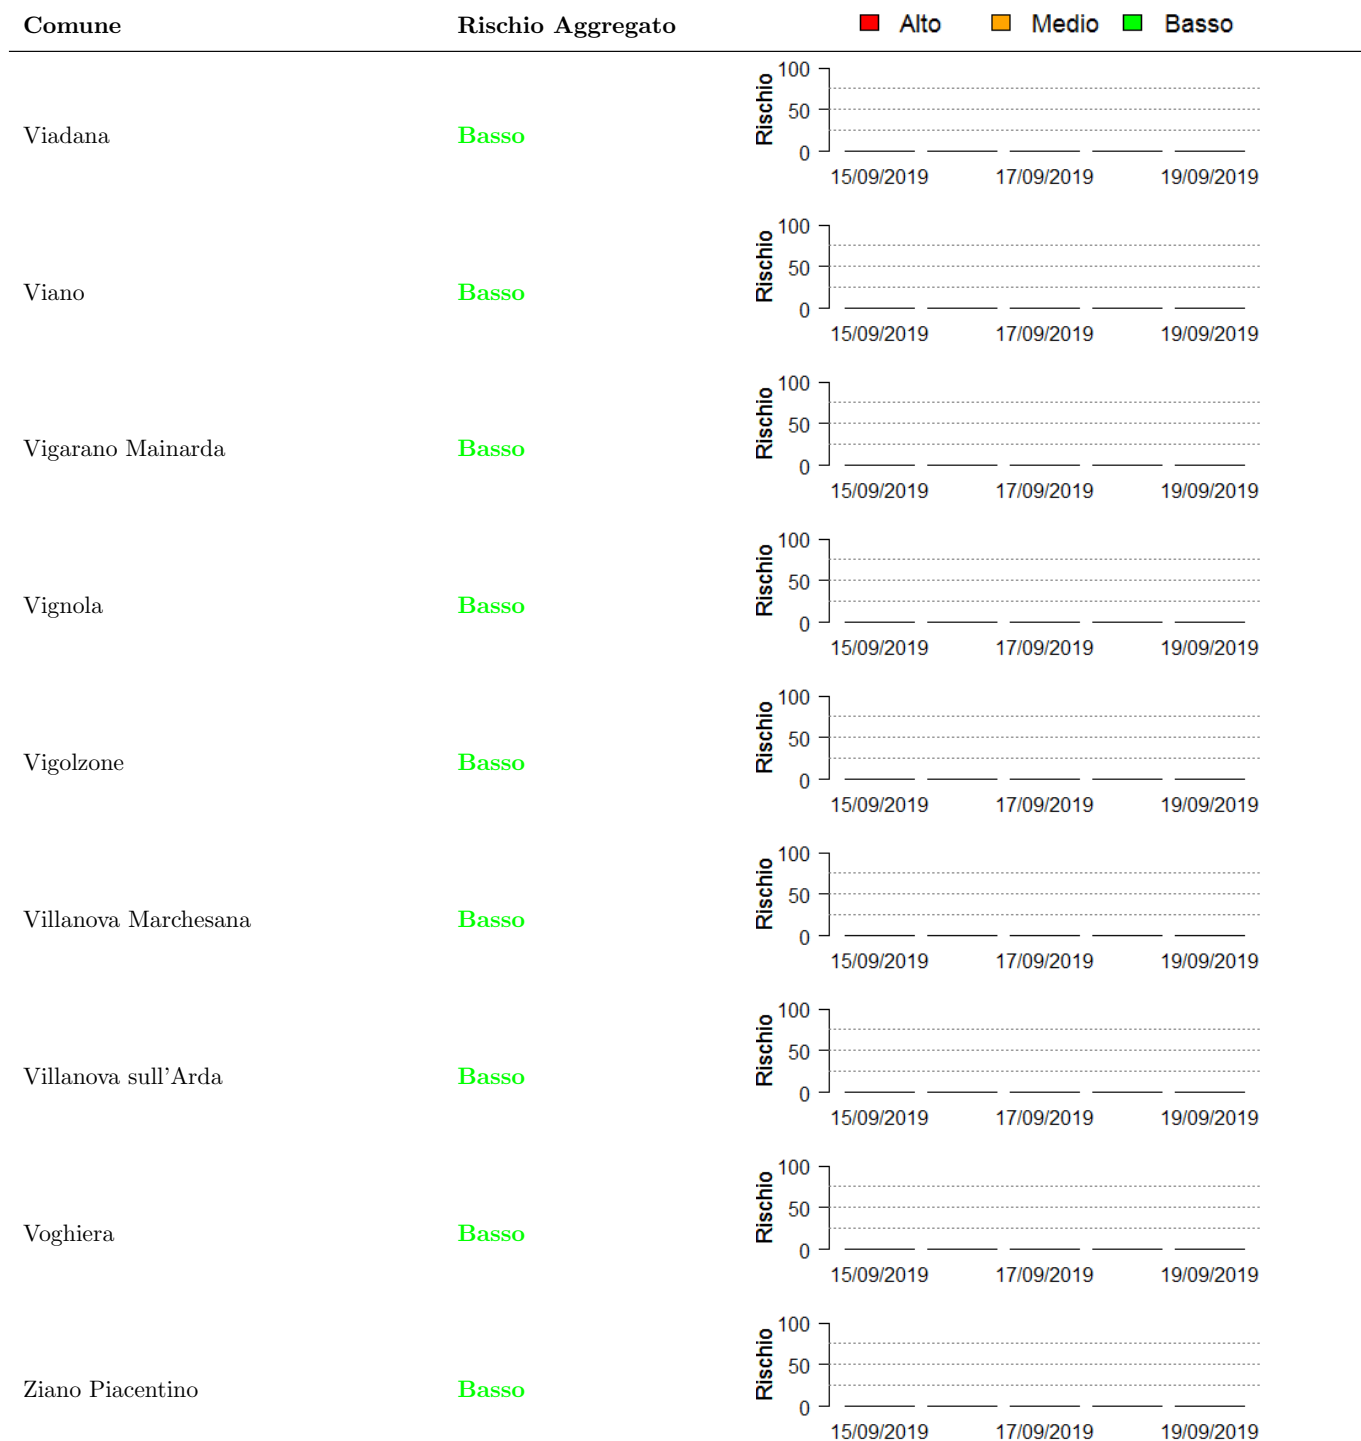 Comune Rischio Aggregato Alto Medio Basso
100
50
0
Rischio
Viadana Basso
15/09/2019 17/09/2019 19/09/2019
100
50
0
Rischio
Viano Basso
15/09/2019 17/09/2019 19/09/2019
100
50
0
Rischio
Vigarano Mainarda Basso
15/09/2019 17/09/2019 19/09/2019
100
50
0
Rischio
Vignola Basso
15/09/2019 17/09/2019 19/09/2019
100
50
0
Rischio
Vigolzone Basso
15/09/2019 17/09/2019 19/09/2019
100
50
0
Rischio
Villanova Marchesana Basso
15/09/2019 17/09/2019 19/09/2019
100
50
0
Rischio
Villanova sull'Arda Basso
15/09/2019 17/09/2019 19/09/2019
100
50
0
Rischio
Voghiera Basso
15/09/2019 17/09/2019 19/09/2019
100
50
0
Rischio
Ziano Piacentino Basso
15/09/2019 17/09/2019 19/09/2019